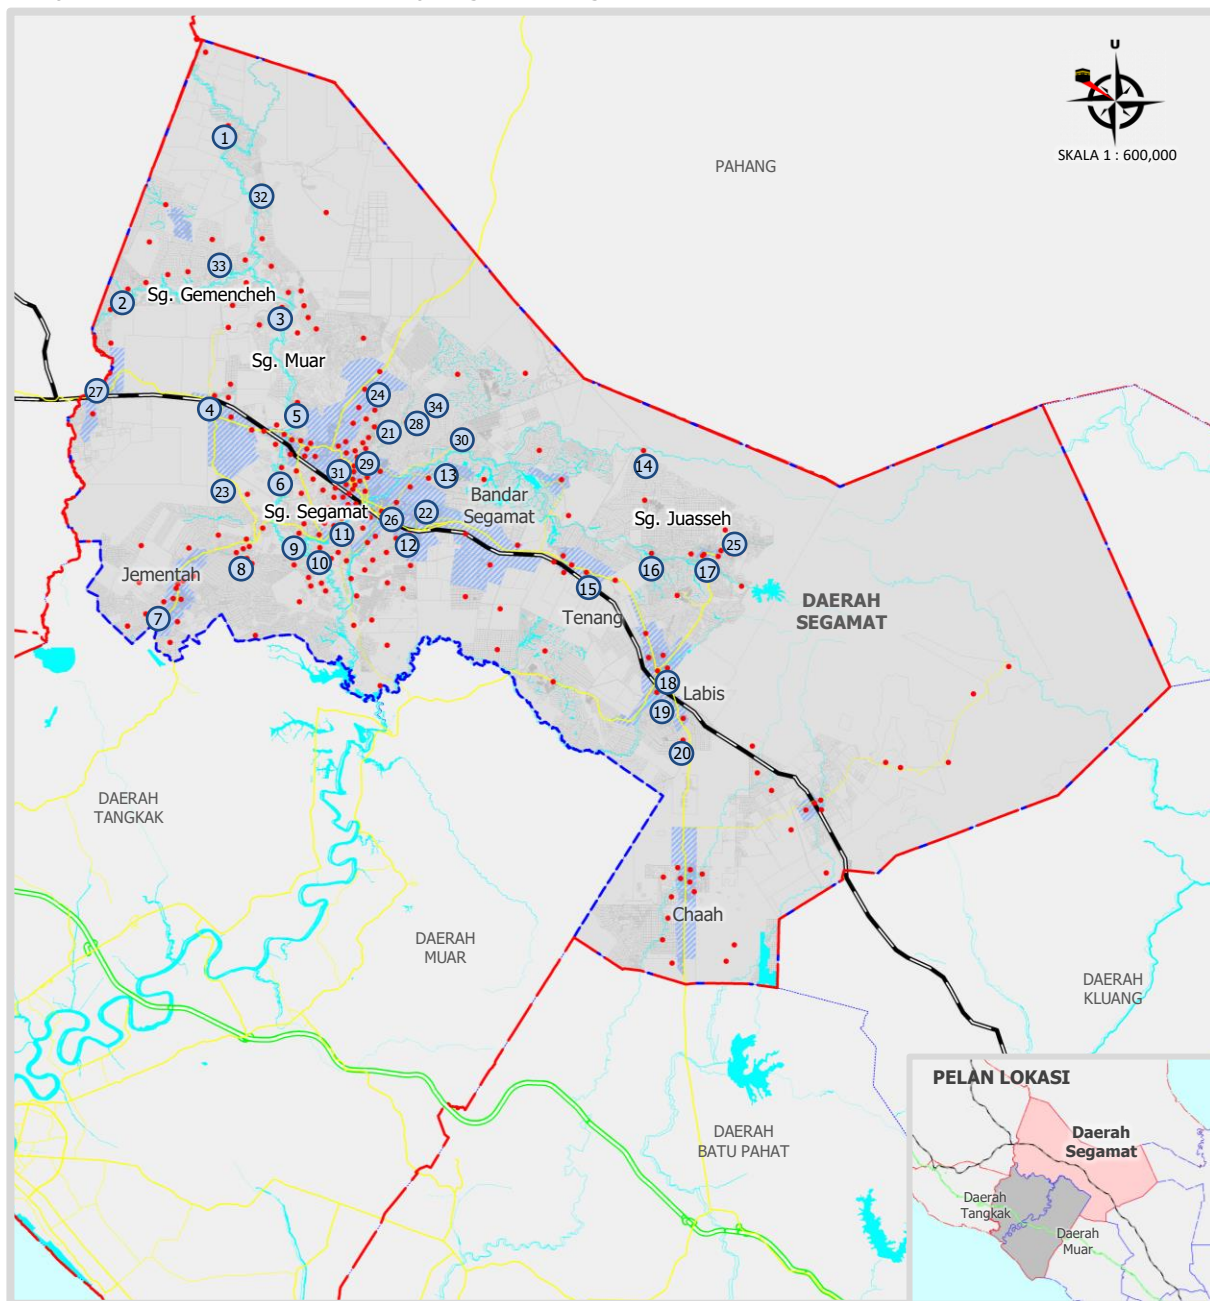 U
SKALA 1 : 600,000
PAHANG
1
32
33
2
Sg. Gemencheh
3
Sg. Muar
27
24
4
5
34
28
21
30
29
31
13
14
6
23
Bandar
Segamat
Sg. Segamat
26
22
Sg. Juasseh
11
9
12
25
10
8
16
17
Jementah
15
7
Tenang
DAERAH
SEGAMAT
18
Labis
19
20
DAERAH
TANGKAK
Chaah
DAERAH
MUAR
DAERAH
KLUANG
DAERAH
BATU PAHAT
PELAN LOKASI
Daerah
Segamat
Daerah
Tangkak
Daerah
Muar